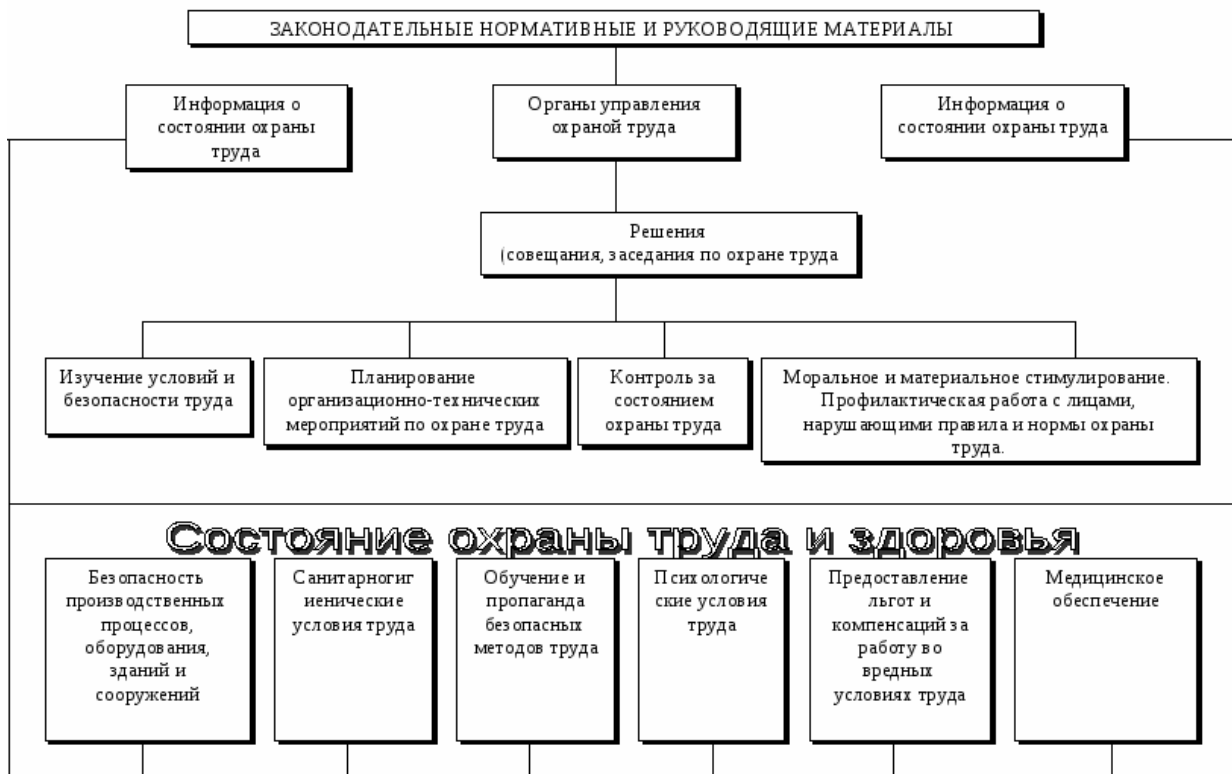 ЗАКОНОДАТЕЛЬНЫЕ НОРМАТИВНЫЕ И РУКОВОДЯЩИЕ МАТЕРИАЛЫ
Информация о
состоянии охраны
труда
Органы управления
охраной труда
Информация о
состоянии охраны труда
Решения
(совещания, заседания по охране труда
Изучение условий и
безопасности труда
Планирование
организационно-технических
мероприятий по охране труда
Контроль за
состоянием
охраны труда
Моральное и материальное стимулирование.
Профилактическая работа с лицами,
нарушающими правила и нормы охраны
труда.
Состояние охраны труда и здоровья
Безопасность
производственных
процессов,
оборудования,
зданий и
сооружений
Санитарногиг
иенические
условия труда
Обучение и
пропаганда
безопасных
методов труда
Психологиче
ские условия
труда
Предоставление
льгот и
компенсаций за
работу во
вредных
условиях труда
Медицинское
обеспечение